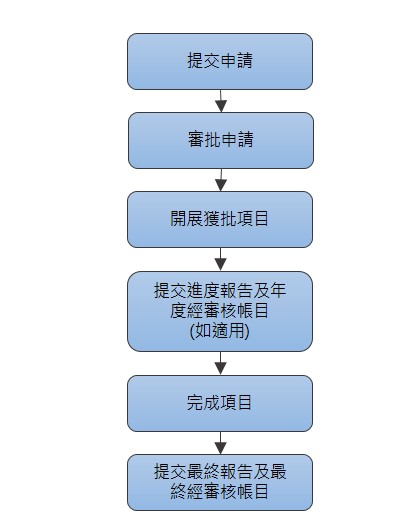 提交申請
審批申請
開展獲批項目
提交進度報告及年
度經審核帳目
(如適用)
完成項目
提交最終報告及最
終經審核帳目